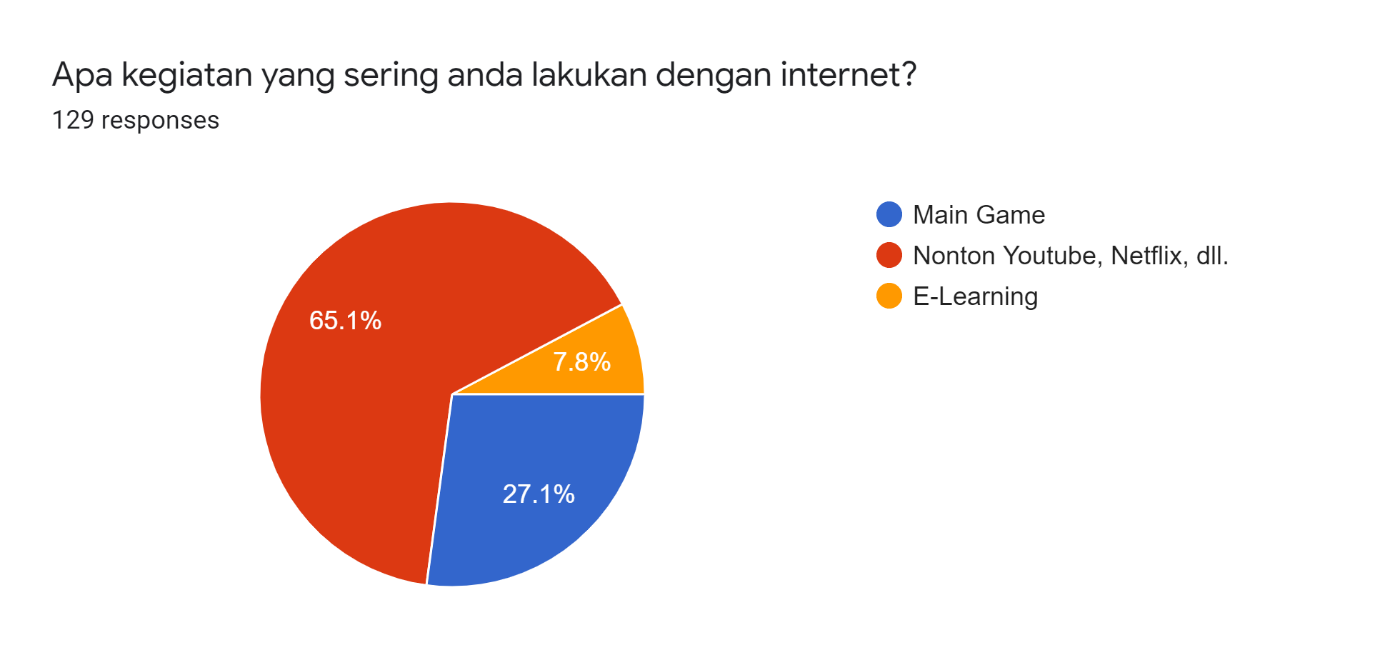 Apa kegiatan yang sering anda lakukan dengan internet?
129 responses
Main Game
Nonton Youtube, Netflix, dll.
E-Learning
65.1%
7.8%
27.1%